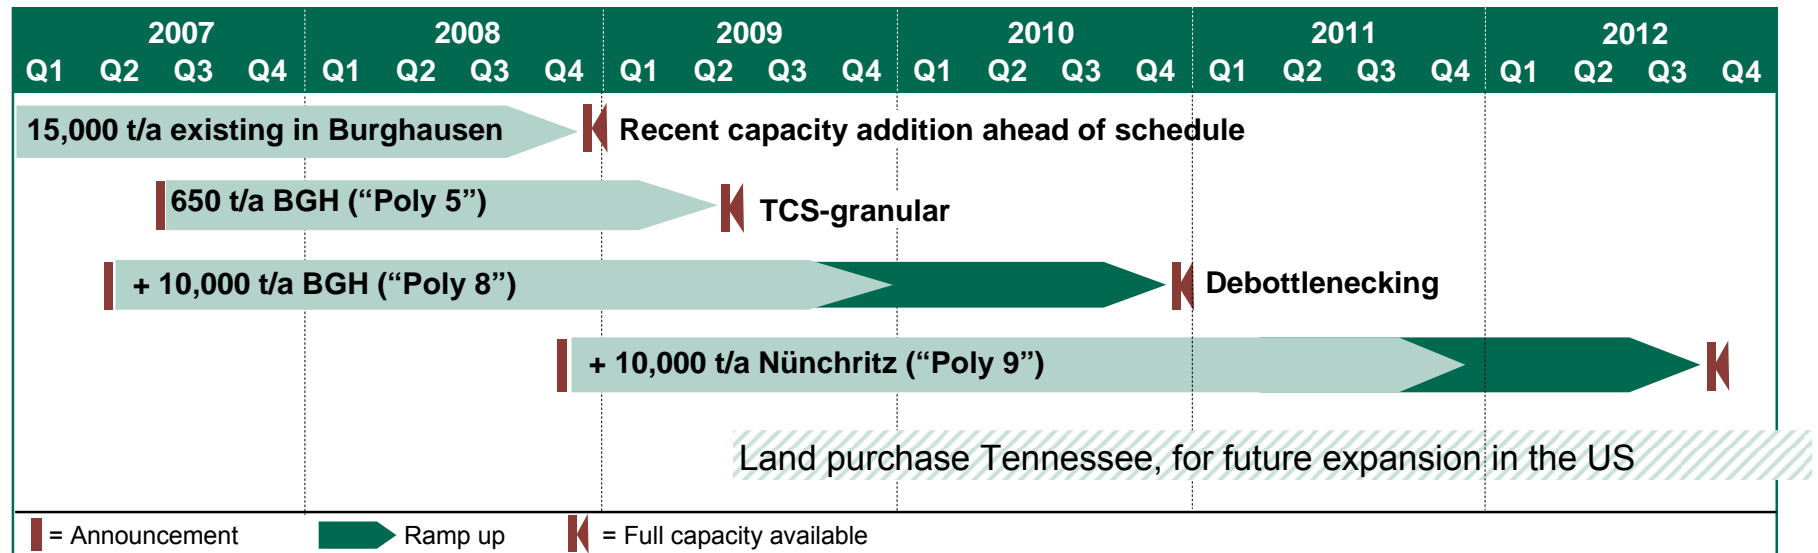 2007 2008 2009 2010 2011 2012
Q1 Q2 Q3 Q4 Q1 Q2 Q3 Q4 Q1 Q2 Q3 Q4 Q1 Q2 Q3 Q4 Q1 Q2 Q3 Q4 Q1 Q2 Q3 Q4
15,000 t/a existing in Burghausen Recent capacity addition ahead of schedule
650 t/a BGH (“Poly 5”) TCS-granular
+ 10,000 t/a BGH (“Poly 8”) Debottlenecking
+ 10,000 t/a Nünchritz (“Poly 9”)
Land purchase Tennessee, for future expansion in the US
= Announcement Ramp up = Full capacity available